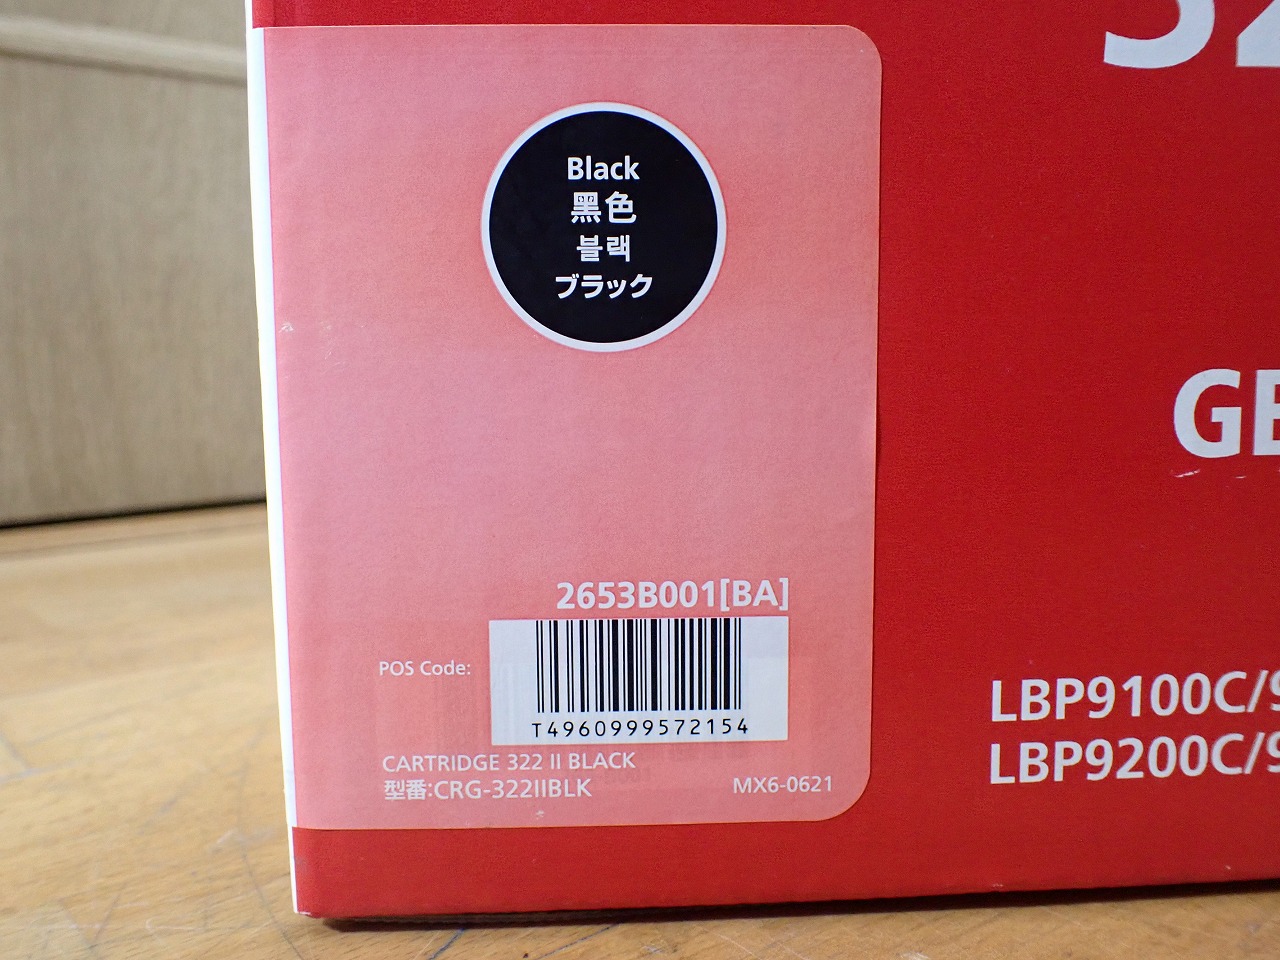 Black
黑色
블랙
ブラック
2653B001[BA]
POS Code:
T4960999572154
CARTRIDGE 322 II BLACK
型番:CRG-322IIBLK
MX6-0621
LBP9100C/
LBP9200C/